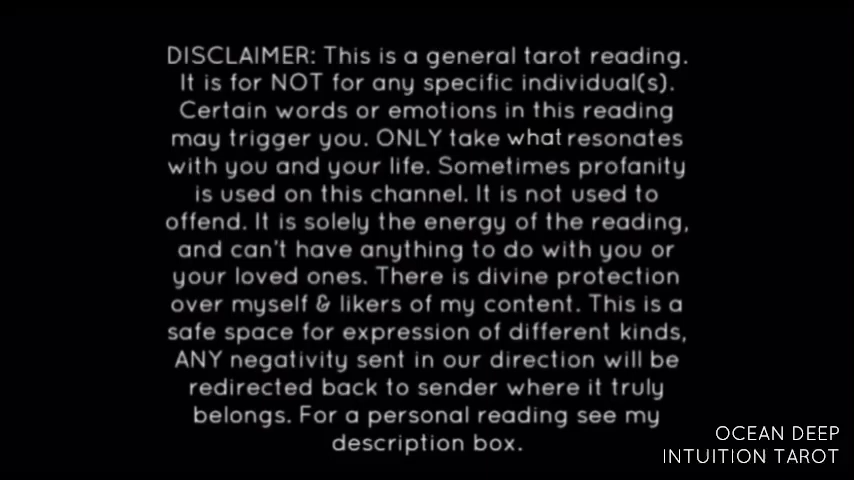 DISCLAIMER: This is a general tarot reading.
It is for NOT for any specific individual(s).
Certain words or emotions in this reading
may trigger you. ONLY take what resonates
with you and your life. Sometimes profanity
is used on this channel. It is not used to
offend. It is solely the energy of the reading,
and can't have anything to do with you or
your loved ones. There is divine protection
over myself & likers of my content. This is a
safe space for expression of different kinds,
ANY negativity sent in our direction will be
redirected back to sender where it truly
belongs. For a personal reading see my
description box.
OCEAN DEEP
INTUITION TAROT